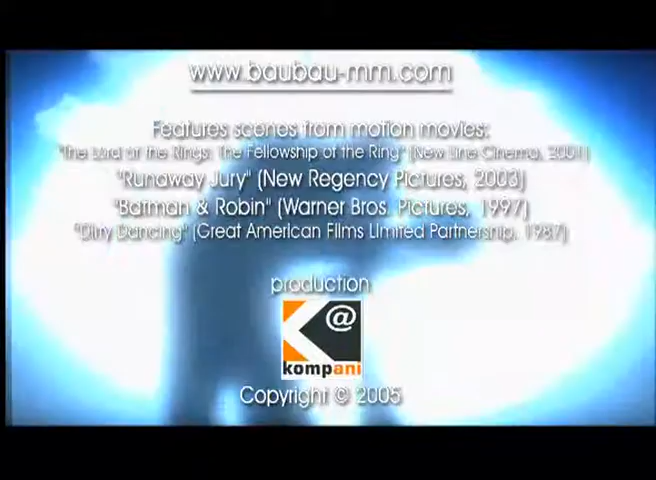 www.baubau-mm.com
Features scenes from motion movies:
"The Lord of the Rings: The Fellowship of the Ring" (New Line Cinema, 2001)
"Runaway Jury" (New Regency Pictures, 2003)
"Batman & Robin" (Warner Bros. Pictures, 1997)
"Dirty Dancing" (Great American Films Limited Partnership, 1987)
production
@
kompani
Copyright © 2005